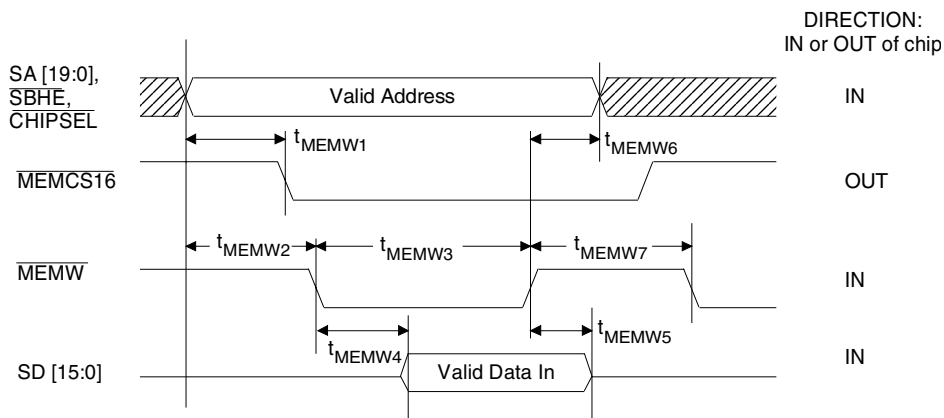 DIRECTION:
IN or OUT of chip
SA [19:0],
SBHE,
CHIPSEL
Valid Address
IN
tMEMW1
tMEMW6
MEMCS16
OUT
tMEMW2
tMEMW3
tMEMW7
MEMW
IN
tMEMW4
tMEMW5
SD [15:0]
Valid Data In
IN